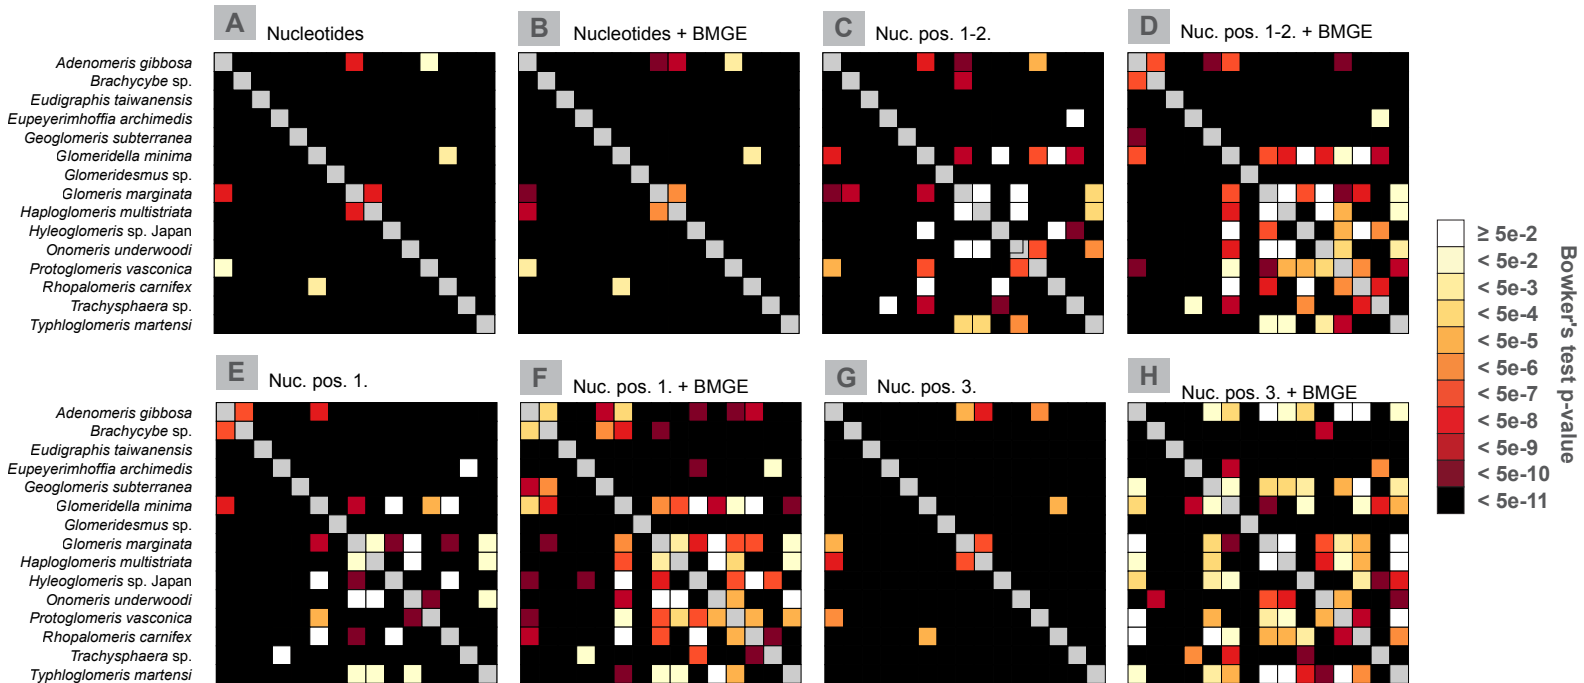 A Nucleotides
B Nucleotides + BMGE
C Nuc. pos. 1-2.
D Nuc. pos. 1-2. + BMGE
Adenomeris gibbosa
Brachycybe sp.
Eudigraphis taiwanensis
Eupeyerimhoffia archimedis
Geoglomeris subterranea
Glomeridella minima
Glomeridesmus sp.
Glomeris marginata
Haploglomeris multistriata
Hyleoglomeris sp. Japan
Onomeris underwoodi
Protoglomeris vasconica
Rhopalomeris carnifex
Trachysphaera sp.
Typhloglomeris martensi
≥ 5e-2
< 5e-2
< 5e-3
< 5e-4
< 5e-5
< 5e-6
< 5e-7
< 5e-8
< 5e-9
< 5e-10
< 5e-11
Bowker's test p-value
E Nuc. pos. 1.
F Nuc. pos. 1. + BMGE
G Nuc. pos. 3.
H Nuc. pos. 3. + BMGE
Adenomeris gibbosa
Brachycybe sp.
Eudigraphis taiwanensis
Eupeyerimhoffia archimedis
Geoglomeris subterranea
Glomeridella minima
Glomeridesmus sp.
Glomeris marginata
Haploglomeris multistriata
Hyleoglomeris sp. Japan
Onomeris underwoodi
Protoglomeris vasconica
Rhopalomeris carnifex
Trachysphaera sp.
Typhloglomeris martensi